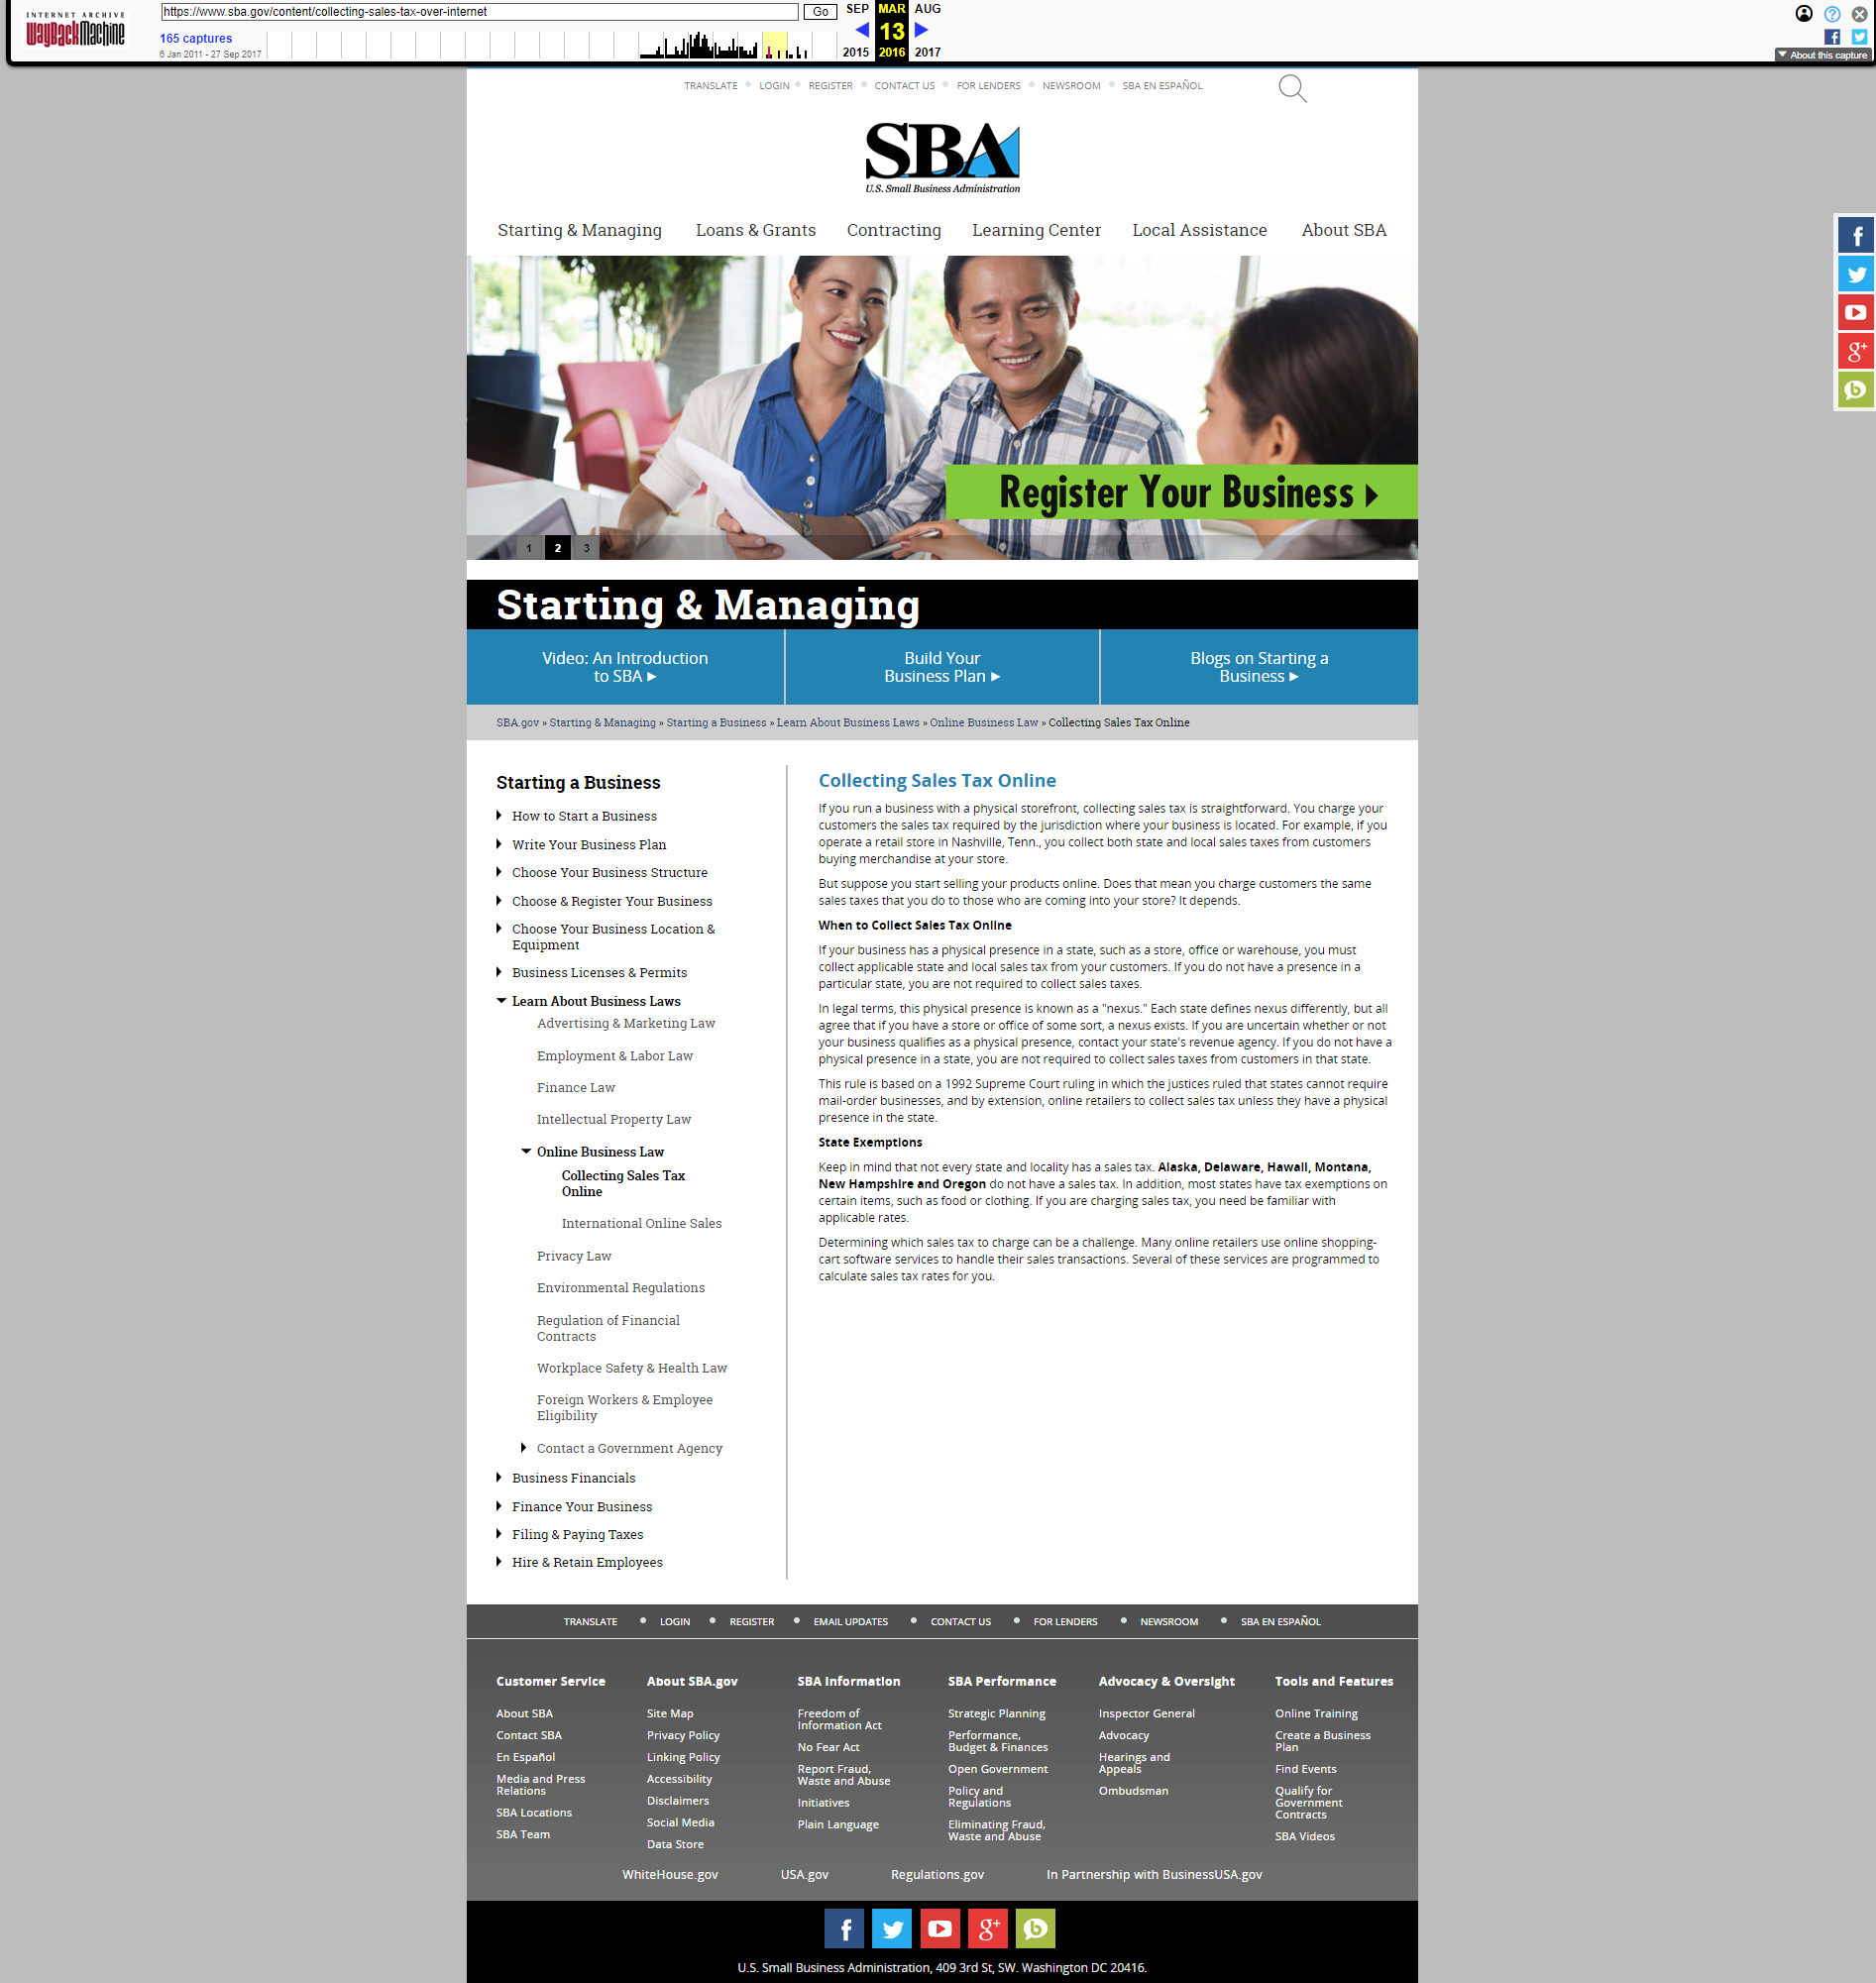 INTERNET ARCHIVE
WayBackMachine
https://www.sba.gov/content/collecting-sales-tax-over-internet
Go
SEP
MAR
AUG
165 captures
13
6 Jan 2011 - 27 Sep 2017
2015
2016
2017
About this capture
TRANSLATE
LOGIN
REGISTER
CONTACT US
FOR LENDERS
NEWSROOM
SBA EN ESPAÑOL
SBA
U.S. Small Business Administration
Starting & Managing
Loans & Grants
Contracting
Learning Center
Local Assistance
About SBA
Register Your Business
1
2
3
Starting & Managing
Video: An Introduction
to SBA
Build Your
Business Plan
Blogs on Starting a
Business
SBA.gov » Starting & Managing » Starting a Business » Learn About Business Laws » Online Business Law » Collecting Sales Tax Online
Starting a Business
How to Start a Business
Write Your Business Plan
Choose Your Business Structure
Choose & Register Your Business
Choose Your Business Location &
Equipment
Business Licenses & Permits
Learn About Business Laws
Advertising & Marketing Law
Employment & Labor Law
Finance Law
Intellectual Property Law
Online Business Law
Collecting Sales Tax
Online
International Online Sales
Privacy Law
Environmental Regulations
Regulation of Financial
Contracts
Workplace Safety & Health Law
Foreign Workers & Employee
Eligibility
Contact a Government Agency
Business Financials
Finance Your Business
Filing & Paying Taxes
Hire & Retain Employees
Collecting Sales Tax Online
If you run a business with a physical storefront, collecting sales tax is straightforward. You charge your
customers the sales tax required by the jurisdiction where your business is located. For example, if you
operate a retail store in Nashville, Tenn., you collect both state and local sales taxes from customers
buying merchandise at your store.
But suppose you start selling your products online. Does that mean you charge customers the same
sales taxes that you do to those who are coming into your store? It depends.
When to Collect Sales Tax Online
If your business has a physical presence in a state, such as a store, office or warehouse, you must
collect applicable state and local sales tax from your customers. If you do not have a presence in a
particular state, you are not required to collect sales taxes.
In legal terms, this physical presence is known as a "nexus." Each state defines nexus differently, but all
agree that if you have a store or office of some sort, a nexus exists. If you are uncertain whether or not
your business qualifies as a physical presence, contact your state's revenue agency. If you do not have a
physical presence in a state, you are not required to collect sales taxes from customers in that state.
This rule is based on a 1992 Supreme Court ruling in which the justices ruled that states cannot require
mail-order businesses, and by extension, online retailers to collect sales tax unless they have a physical
presence in the state.
State Exemptions
Keep in mind that not every state and locality has a sales tax. Alaska, Delaware, Hawaii, Montana,
New Hampshire and Oregon do not have a sales tax. In addition, most states have tax exemptions on
certain items, such as food or clothing. If you are charging sales tax, you need be familiar with
applicable rates.
Determining which sales tax to charge can be a challenge. Many online retailers use online shopping-
cart software services to handle their sales transactions. Several of these services are programmed to
calculate sales tax rates for you.
TRANSLATE
LOGIN
REGISTER
EMAIL UPDATES
CONTACT US
FOR LENDERS
NEWSROOM
SBA EN ESPAÑOL
Customer Service
About SBA
Contact SBA
En Español
Media and Press
Relations
SBA Locations
SBA Team
About SBA.gov
Site Map
Privacy Policy
Linking Policy
Accessibility
Disclaimers
Social Media
Data Store
SBA Information
Freedom of
Information Act
No Fear Act
Report Fraud,
Waste and Abuse
Initiatives
Plain Language
SBA Performance
Strategic Planning
Performance,
Budget & Finances
Open Government
Policy and
Regulations
Eliminating Fraud,
Waste and Abuse
Advocacy & Oversight
Inspector General
Advocacy
Hearings and
Appeals
Ombudsman
Tools and Features
Online Training
Create a Business
Plan
Find Events
Qualify for
Government
Contracts
SBA Videos
WhiteHouse.gov
USA.gov
Regulations.gov
In Partnership with BusinessUSA.gov
U.S. Small Business Administration, 409 3rd St, SW. Washington DC 20416.